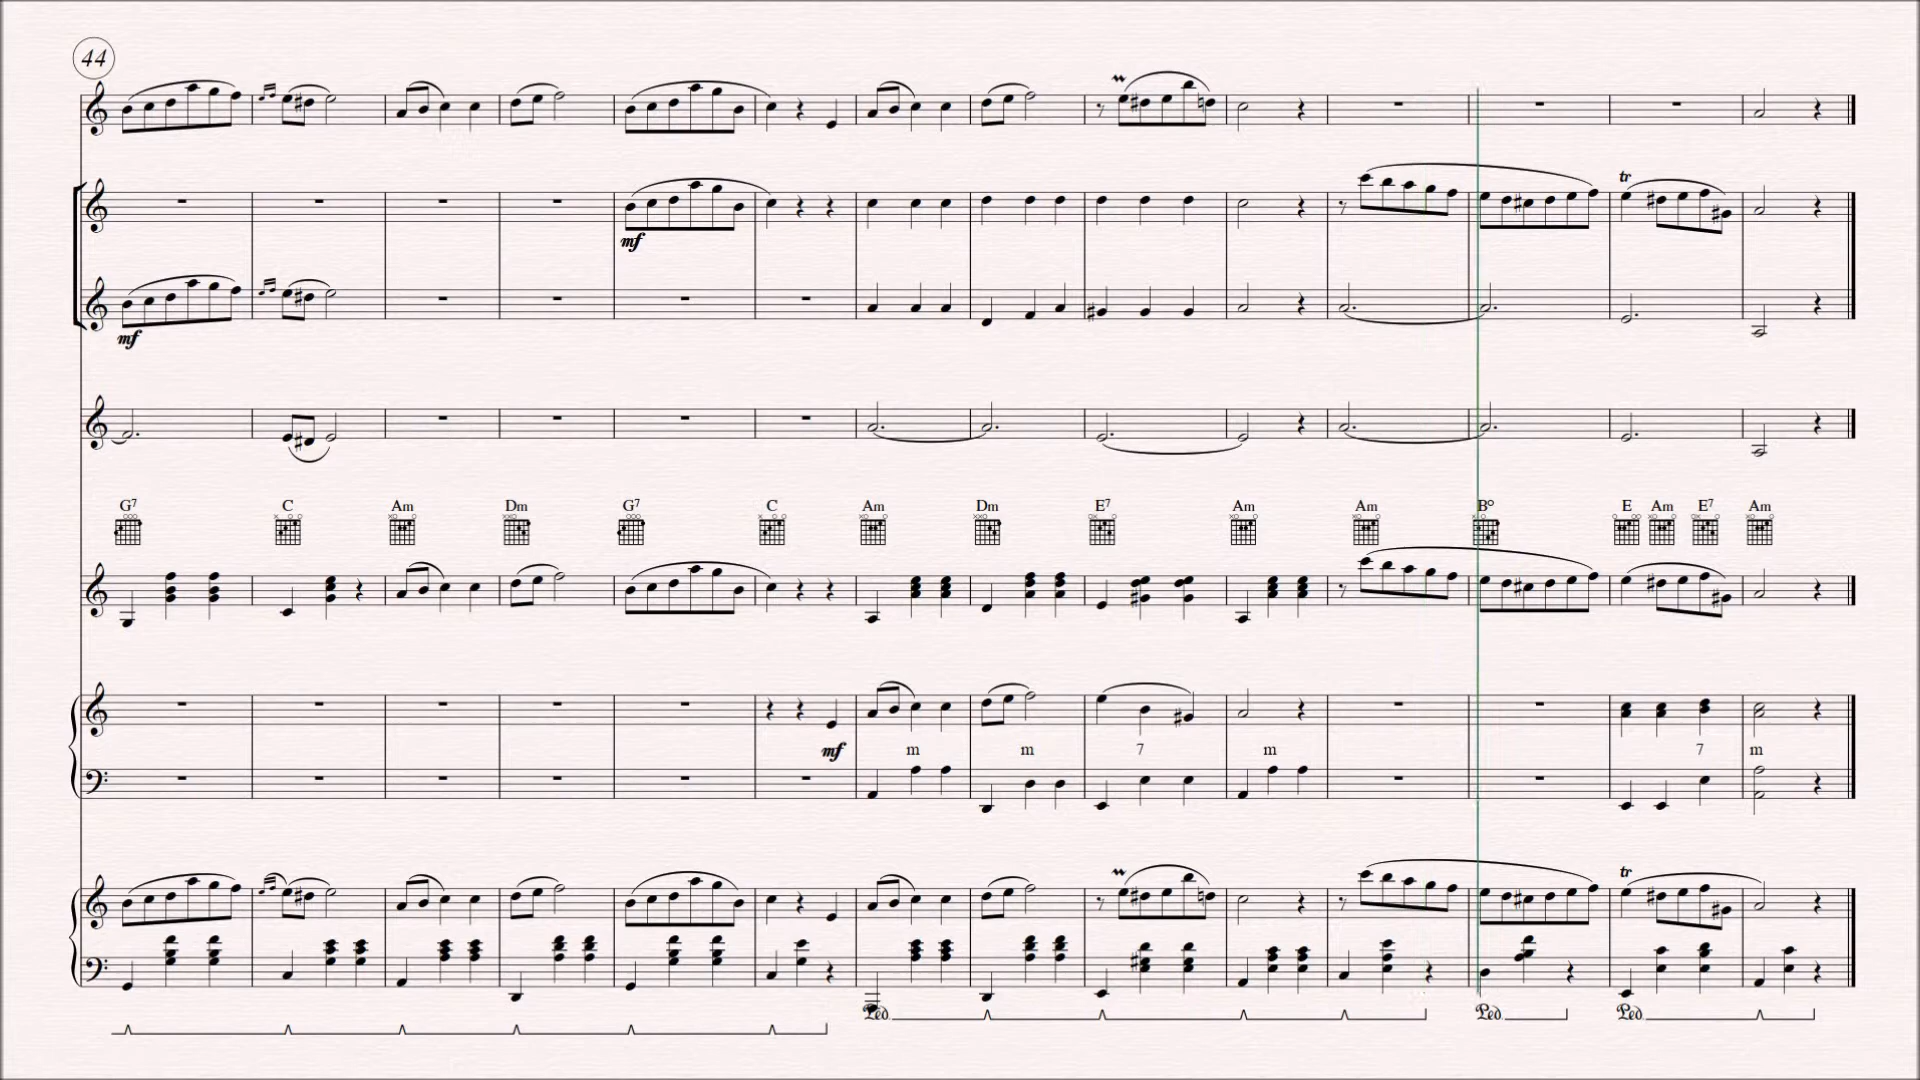 44
tr
mf
mf
G7 C Am Dm G7 C Am Dm E7 Am Am B° E Am E7 Am
mf m m 7 m 7 m
tr
Ped Ped Ped